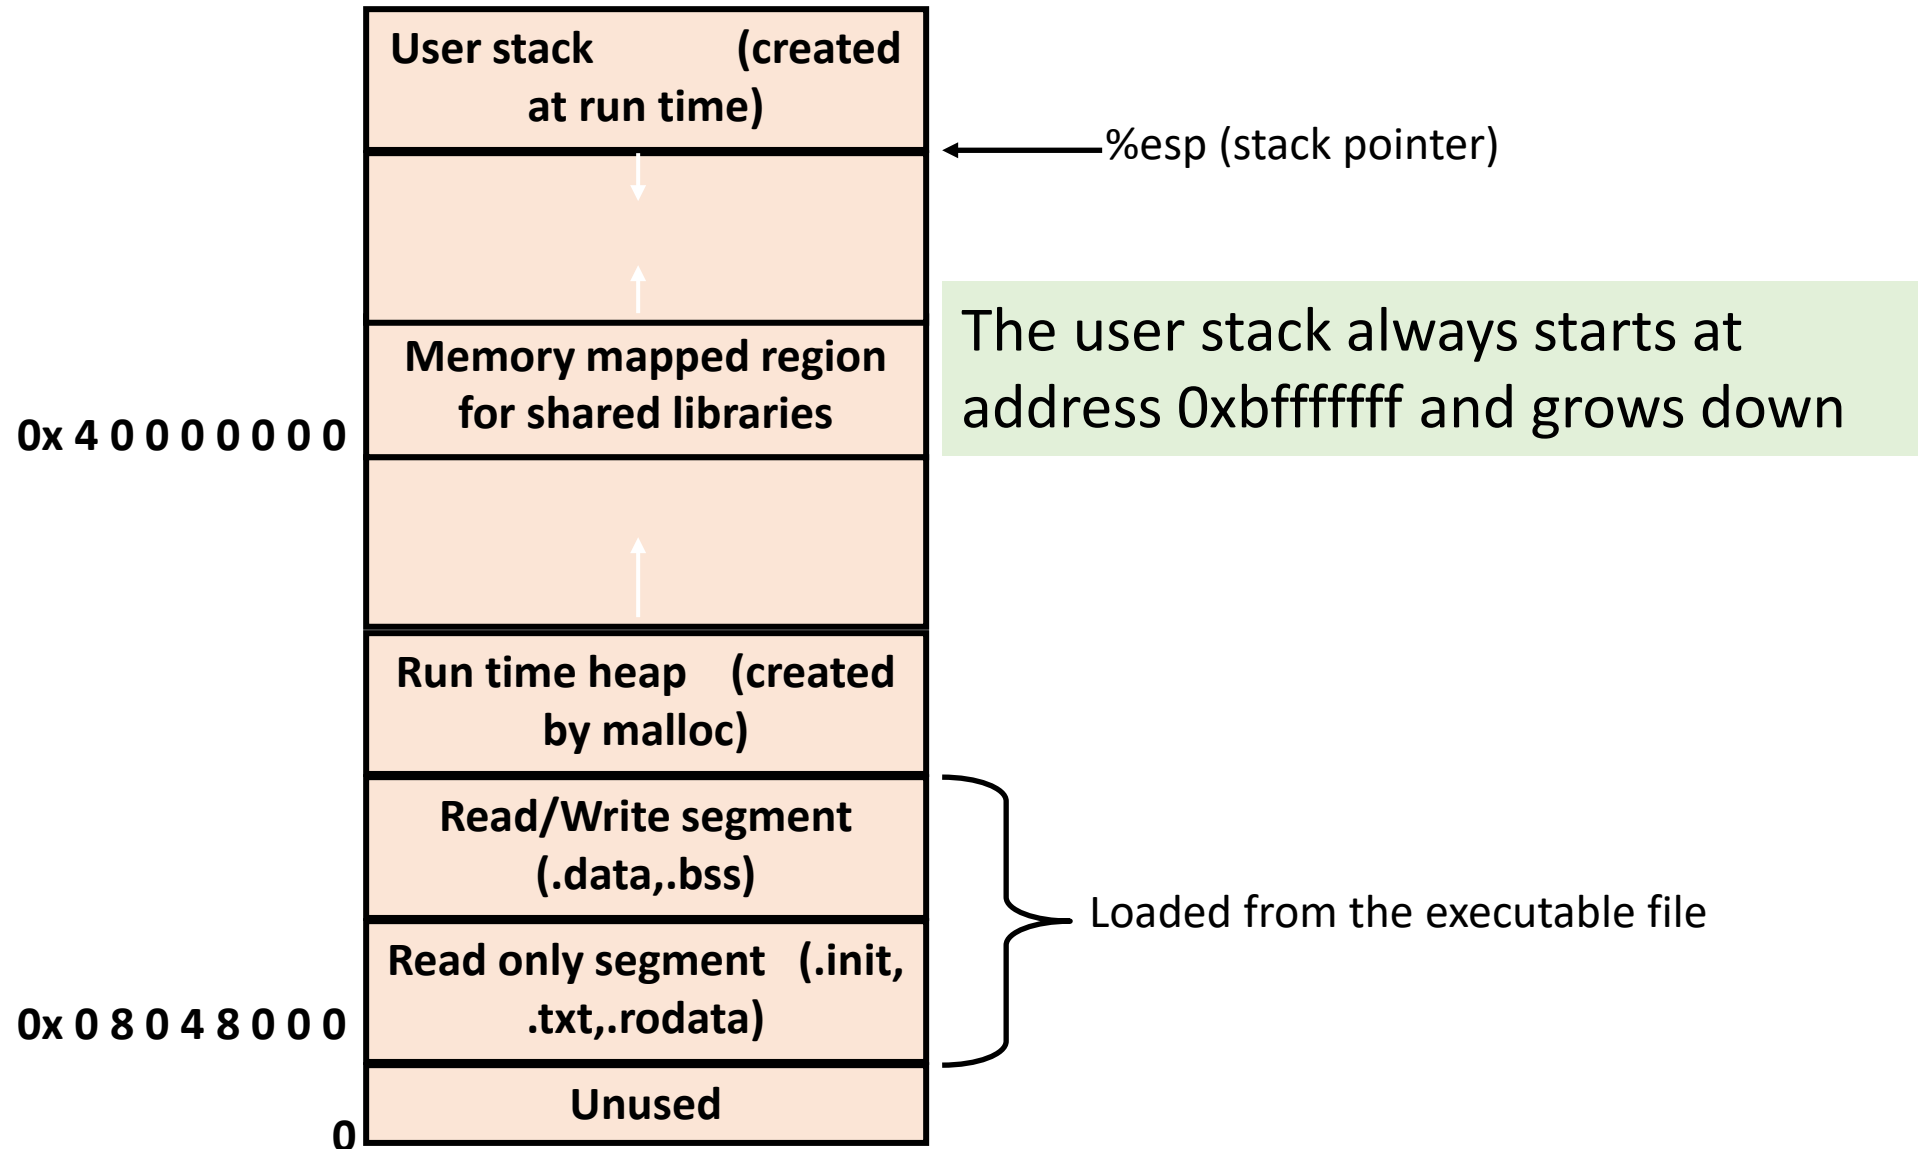 User stack (created
at run time)
%esp (stack pointer)
The user stack always starts at
address 0xbfffffff and grows down
Memory mapped region
for shared libraries
0x 4 0 0 0 0 0 0 0
Run time heap (created
by malloc)
Read/Write segment
(.data,.bss)
Loaded from the executable file
Read only segment (.init,
.txt,.rodata)
0x 0 8 0 4 8 0 0 0
Unused
0